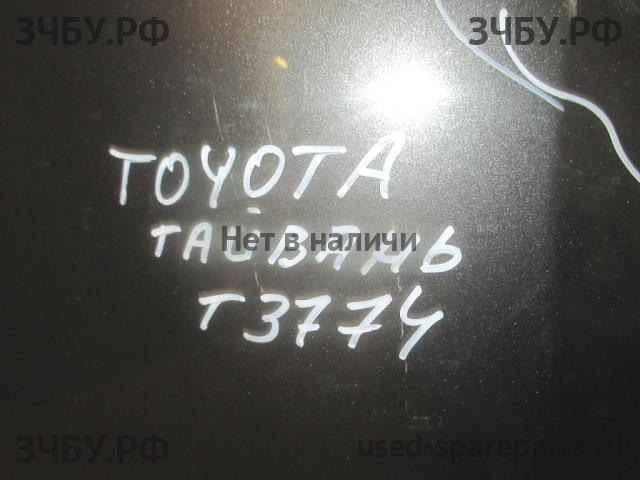 ЗЧБУ.РФ ЗЧБУ.РФ
TOYOTA
ТАЙВАНЬ
Нет в наличи
Т3774
ЗЧБУ.РФ used-spareparts.ru